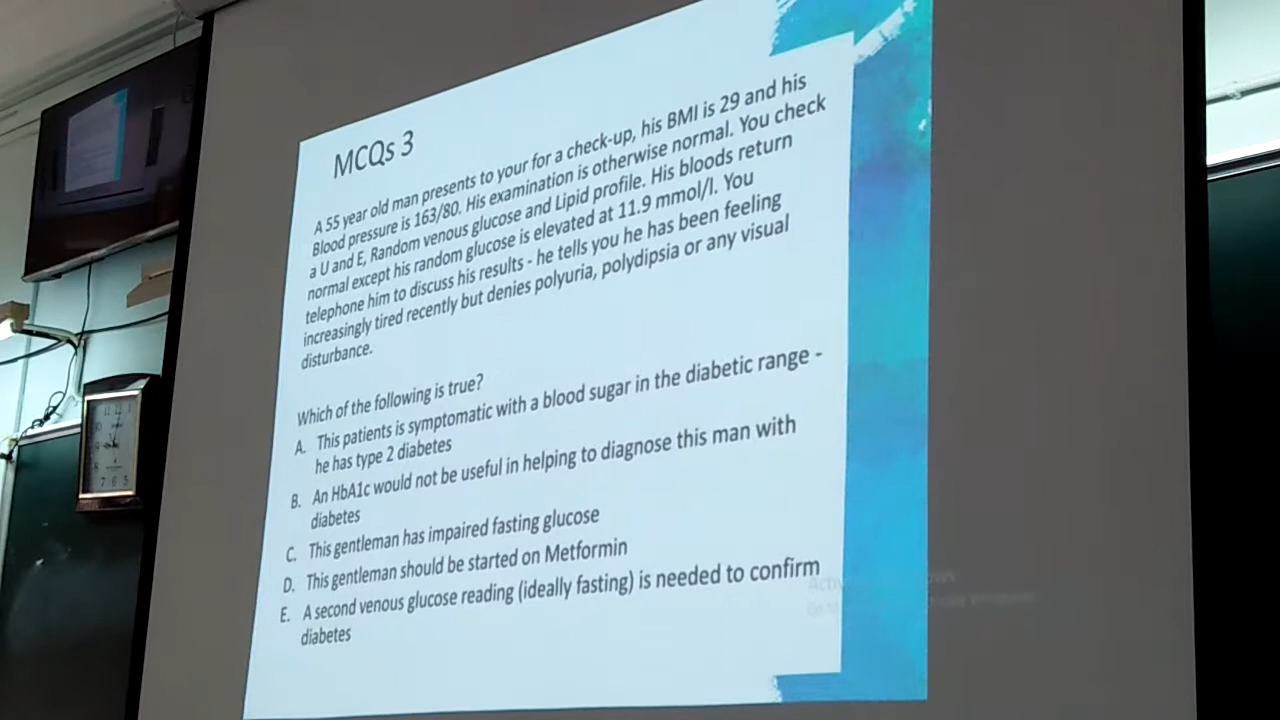 MCQs 3
A 55 year old man presents to your for a check-up, his BMI is 29 and his
Blood pressure is 163/80. His examination is otherwise normal. You check
a U and E, Random venous glucose and Lipid profile. His bloods return
normal except his random glucose is elevated at 11.9 mmol/l. You
telephone him to discuss his results - he tells you he has been feeling
increasingly tired recently but denies polyuria, polydipsia or any visual
disturbance.
Which of the following is true?
A. This patients is symptomatic with a blood sugar in the diabetic range -
he has type 2 diabetes
B. An HbA1c would not be useful in helping to diagnose this man with
diabetes
C. This gentleman has impaired fasting glucose
D. This gentleman should be started on Metformin
E. A second venous glucose reading (ideally fasting) is needed to confirm
diabetes